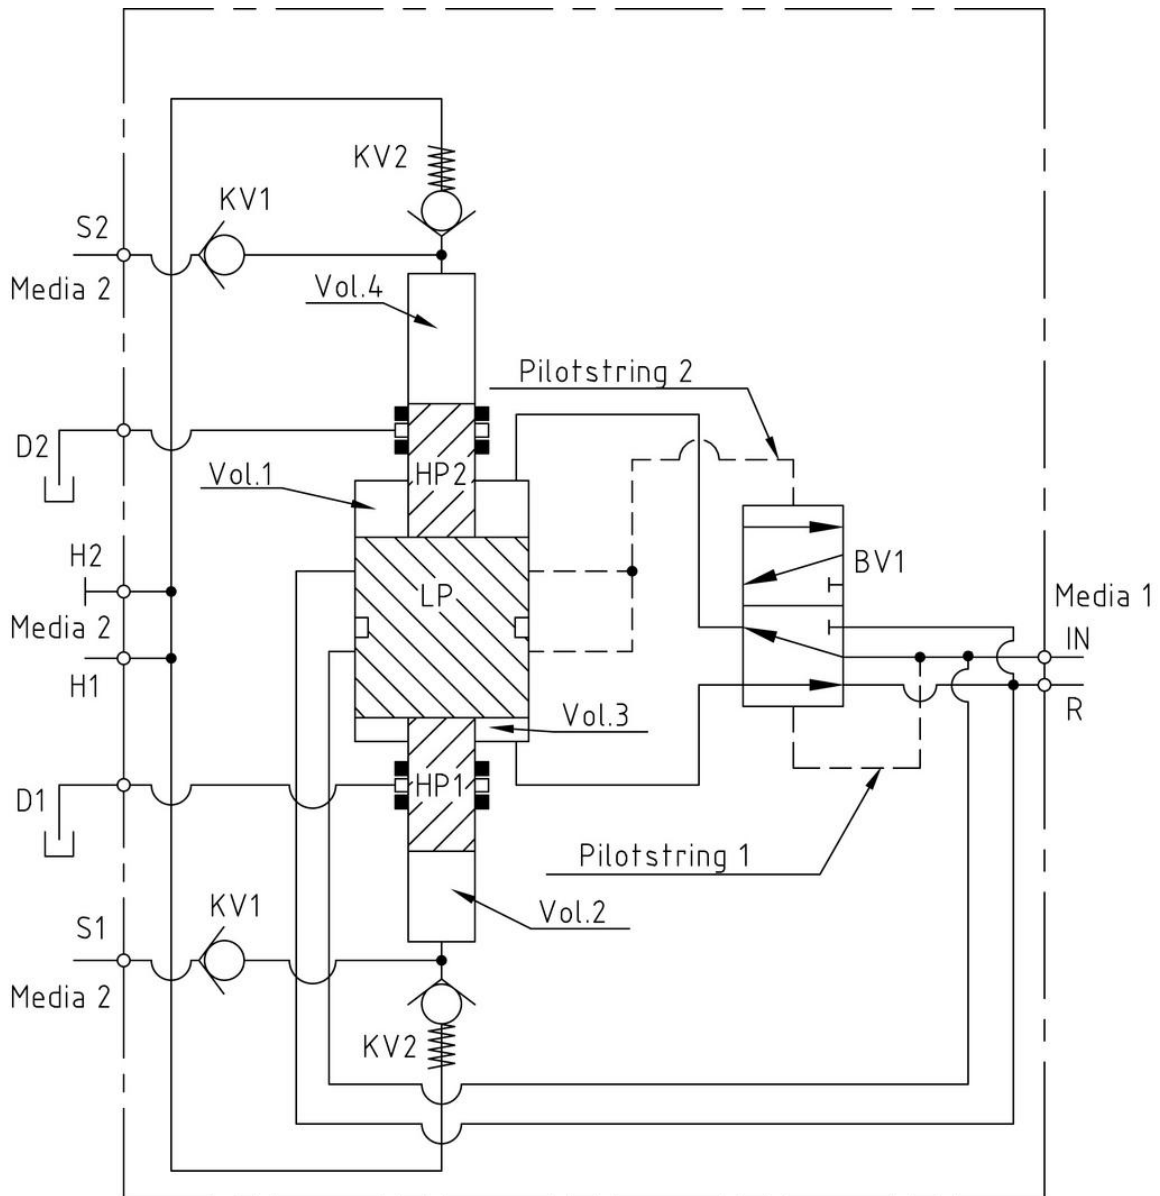 KV2
KV1
S2
Media 2
Vol.4
Pilotstring 2
D2
HP2
Vol.1
H2
BV1
LP
Media 1
Media 2
IN
H1
R
Vol.3
HP1
D1
Pilotstring 1
KV1
Vol.2
S1
Media 2
KV2